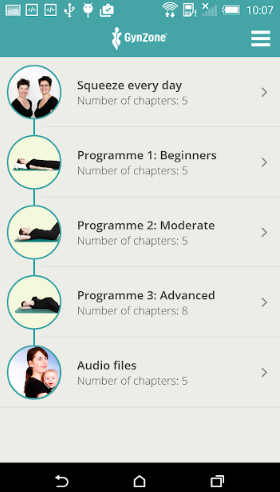 10:07
GynZone
Squeeze every day
Number of chapters: 5
Programme 1: Beginners
Number of chapters: 5
Programme 2: Moderate
Number of chapters: 5
Programme 3: Advanced
Number of chapters: 8
Audio files
Number of chapters: 5